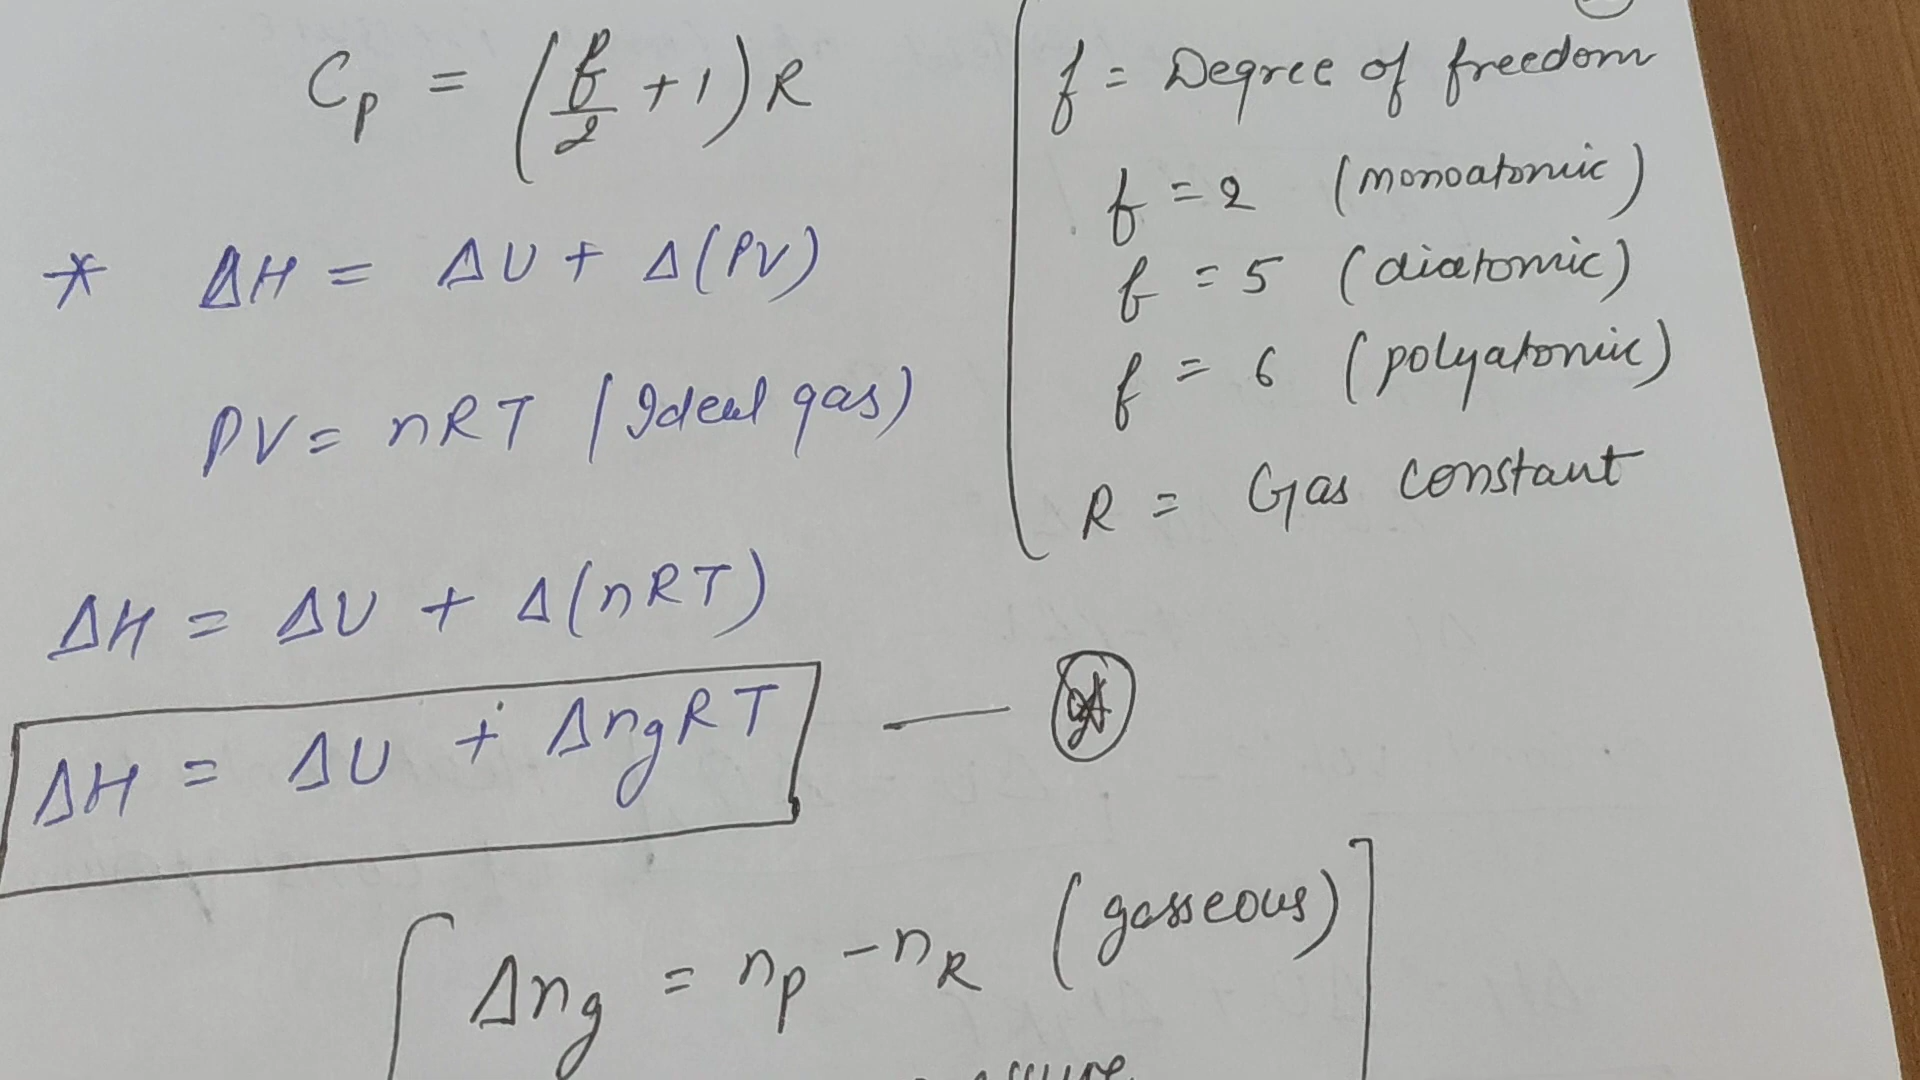 Cp = (f/2 + 1) R
* ΔH = ΔU + Δ(PV)
PV = nRT (Ideal gas)
f = Degree of freedom
f = 2 (monoatomic)
f = 5 (diatomic)
f = 6 (polyatomic)
R = Gas constant
ΔH = ΔU + Δ(nRT)
ΔH = ΔU + ΔngRT —
[Δng = nP - nR (gasseous)]